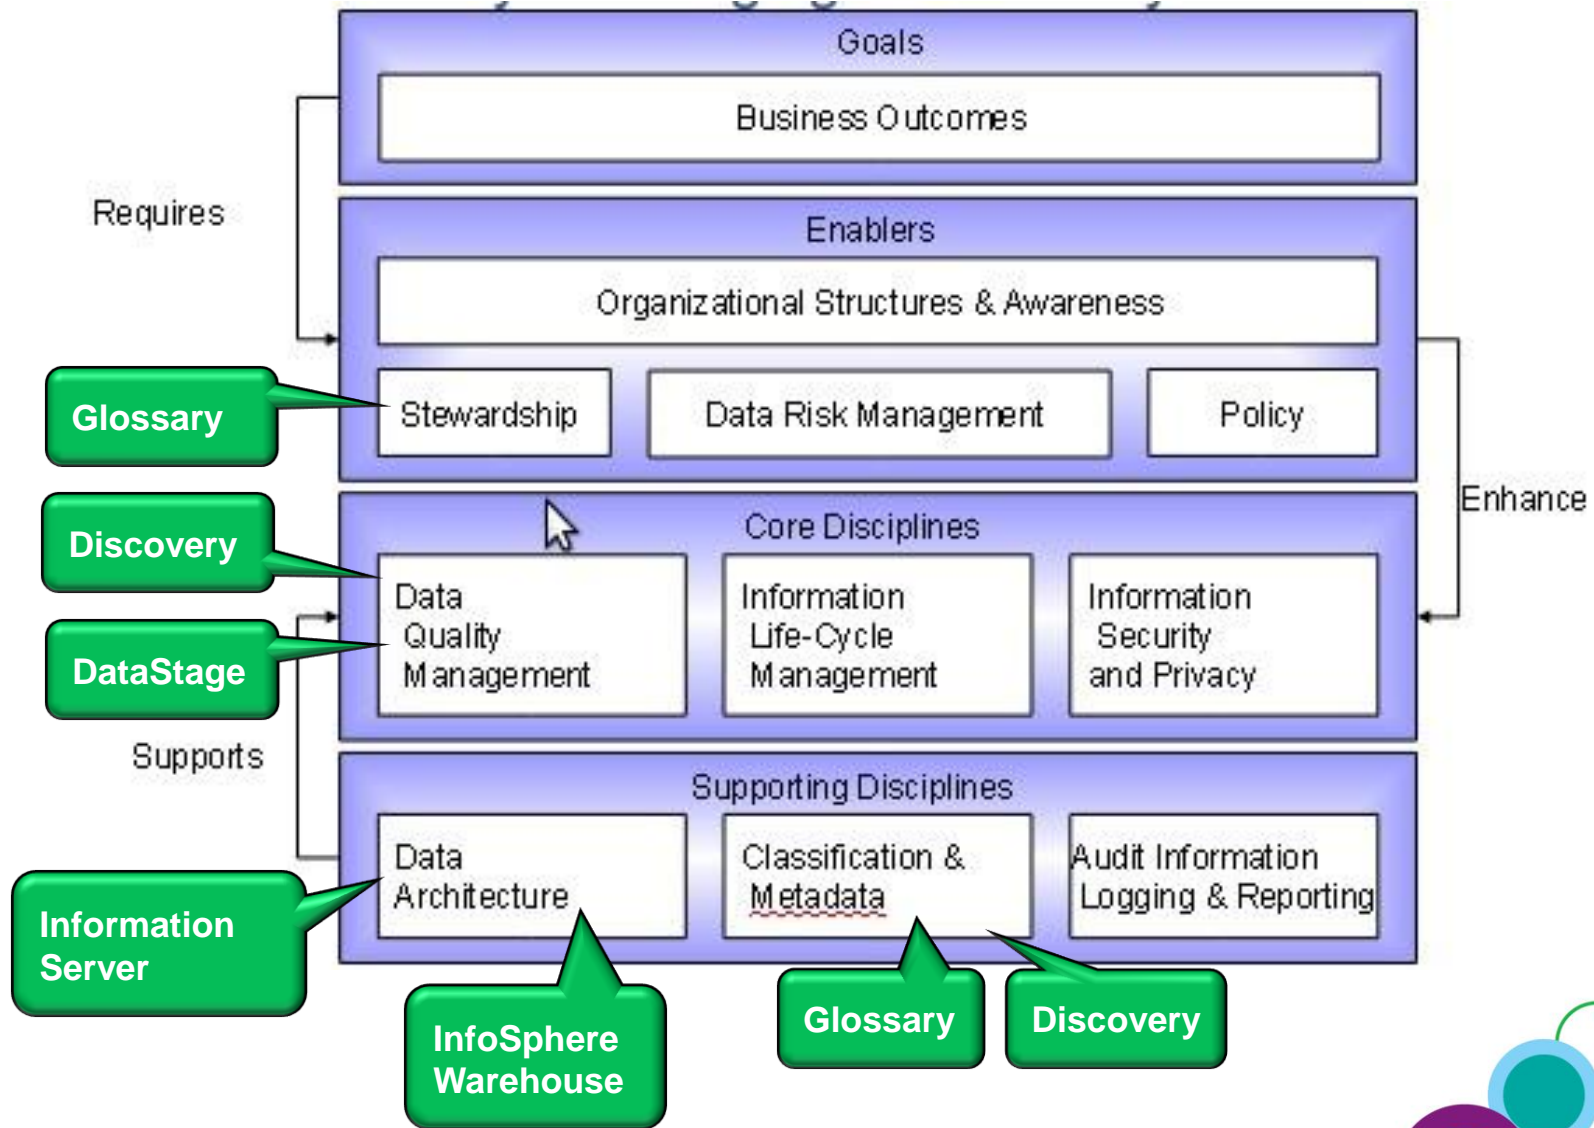 Goals
Business Outcomes
Requires
Enablers
Organizational Structures & Awareness
Glossary
Stewardship
Data Risk Management
Policy
Enhance
Discovery
Core Disciplines
Data
Quality
Management
Information
Life-Cycle
Management
Information
Security
and Privacy
DataStage
Supports
Supporting Disciplines
Data
Architecture
Classification &
Metadata
Audit Information
Logging & Reporting
Information
Server
InfoSphere
Warehouse
Glossary
Discovery